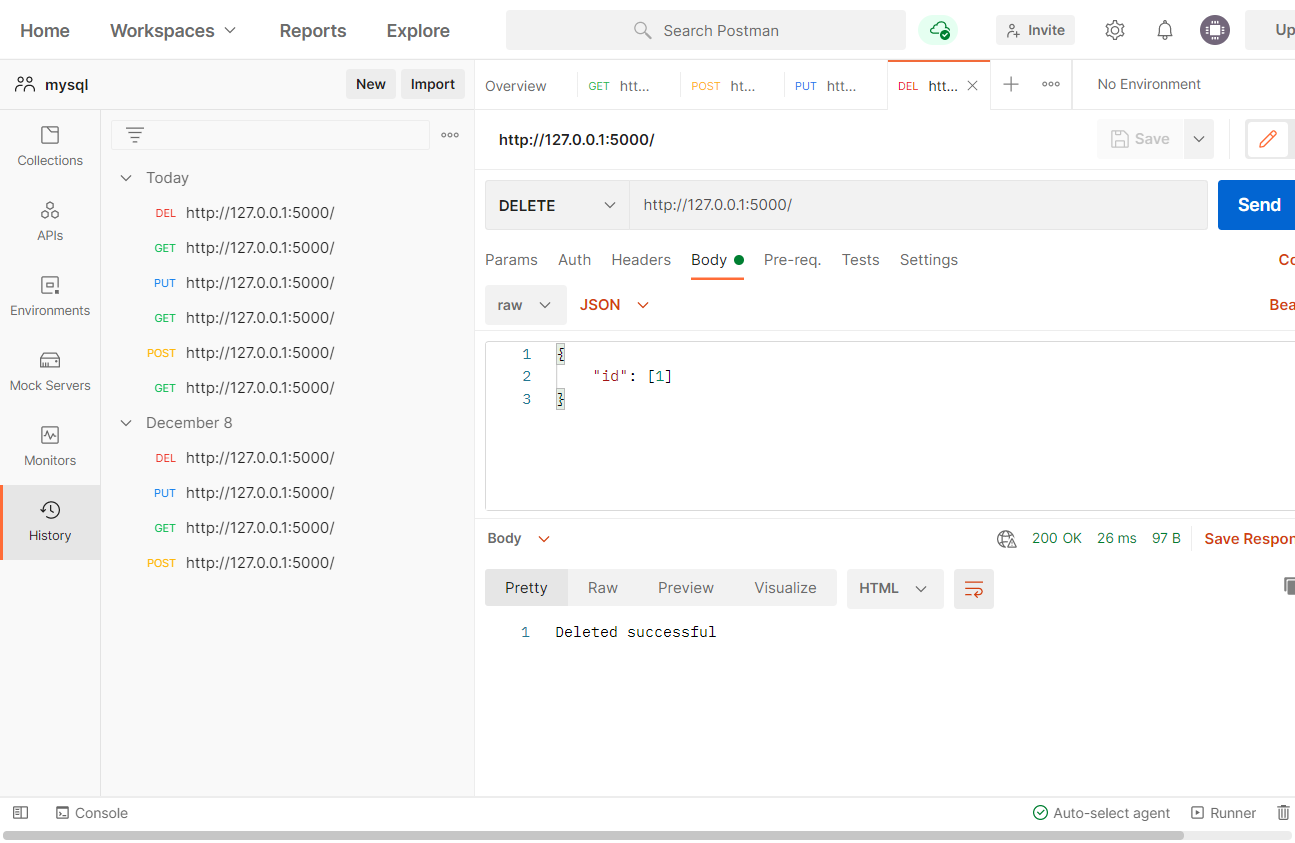 Home Workspaces Reports Explore Search Postman Invite Up
mysql New Import Overview GET htt... POST ht... PUT htt... DEL htt... No Environment
Collections
APIs
Environments
Mock Servers
Monitors
History
Today
DEL http://127.0.0.1:5000/
GET http://127.0.0.1:5000/
PUT http://127.0.0.1:5000/
GET http://127.0.0.1:5000/
POST http://127.0.0.1:5000/
GET http://127.0.0.1:5000/
December 8
DEL http://127.0.0.1:5000/
PUT http://127.0.0.1:5000/
GET http://127.0.0.1:5000/
POST http://127.0.0.1:5000/
http://127.0.0.1:5000/ Save
DELETE http://127.0.0.1:5000/ Send
Params Auth Headers Body Pre-req. Tests Settings Co
raw JSON Bea
1 {
2 "id": [1]
3 }
Body 200 OK 26 ms 97 B Save Respon
Pretty Raw Preview Visualize HTML
1 Deleted successful
Console Auto-select agent Runner